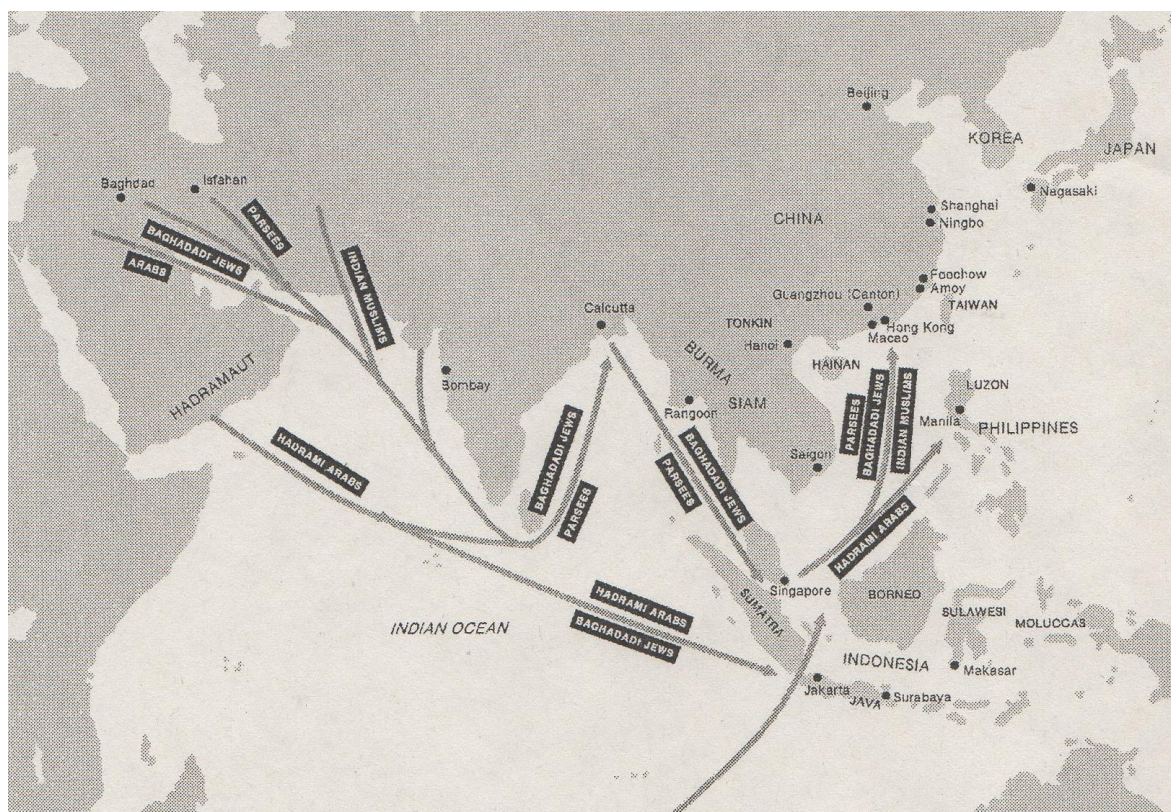 Beijing
KOREA
JAPAN
Baghdad
Isfahan
Nagasaki
PARSEES
Shanghai
CHINA
Ningbo
BAGHADADI JEWS
ARABS
INDIAN MUSLIMS
Foochow
Amoy
Guangzhou (Canton)
TAIWAN
Calcutta
TONKIN
Hong Kong
Macao
Hanoi
BURMA
HAINAN
HADRAMAUT
Bombay
LUZON
SIAM
Rangoon
PARSEES
BAGHADADI JEWS
INDIAN MUSLIMS
Manila
PHILIPPINES
HADRAMI ARABS
BAGHADADI JEWS
PARSEES
BAGHADADI JEWS
PARSEES
Saigon
HADRAMI ARABS
Singapore
BORNEO
HADRAMI ARABS
BAGHADADI JEWS
SUMATRA
SULAWESI
MOLUCCAS
INDIAN OCEAN
INDONESIA
Makasar
Jakarta
JAVA
Surabaya